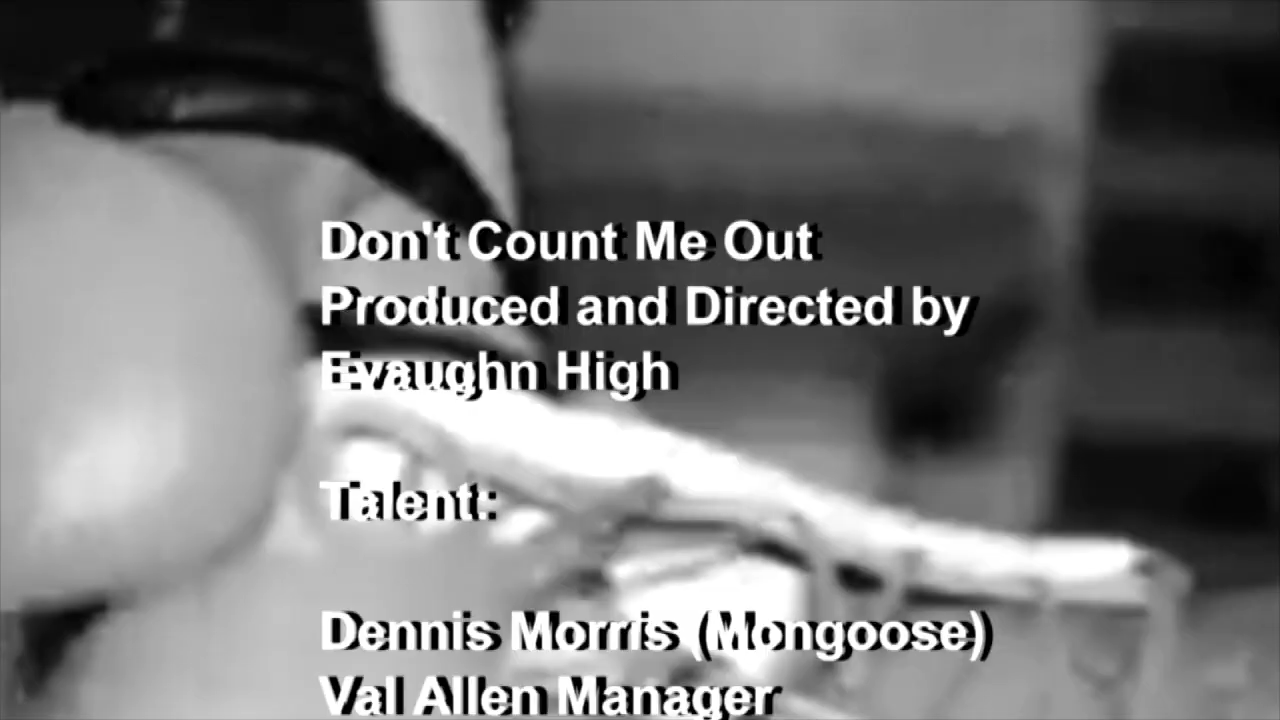 Don't Count Me Out
Produced and Directed by
Evaughn High
Talent:
Dennis Morris (Mongoose)
Val Allen Manager